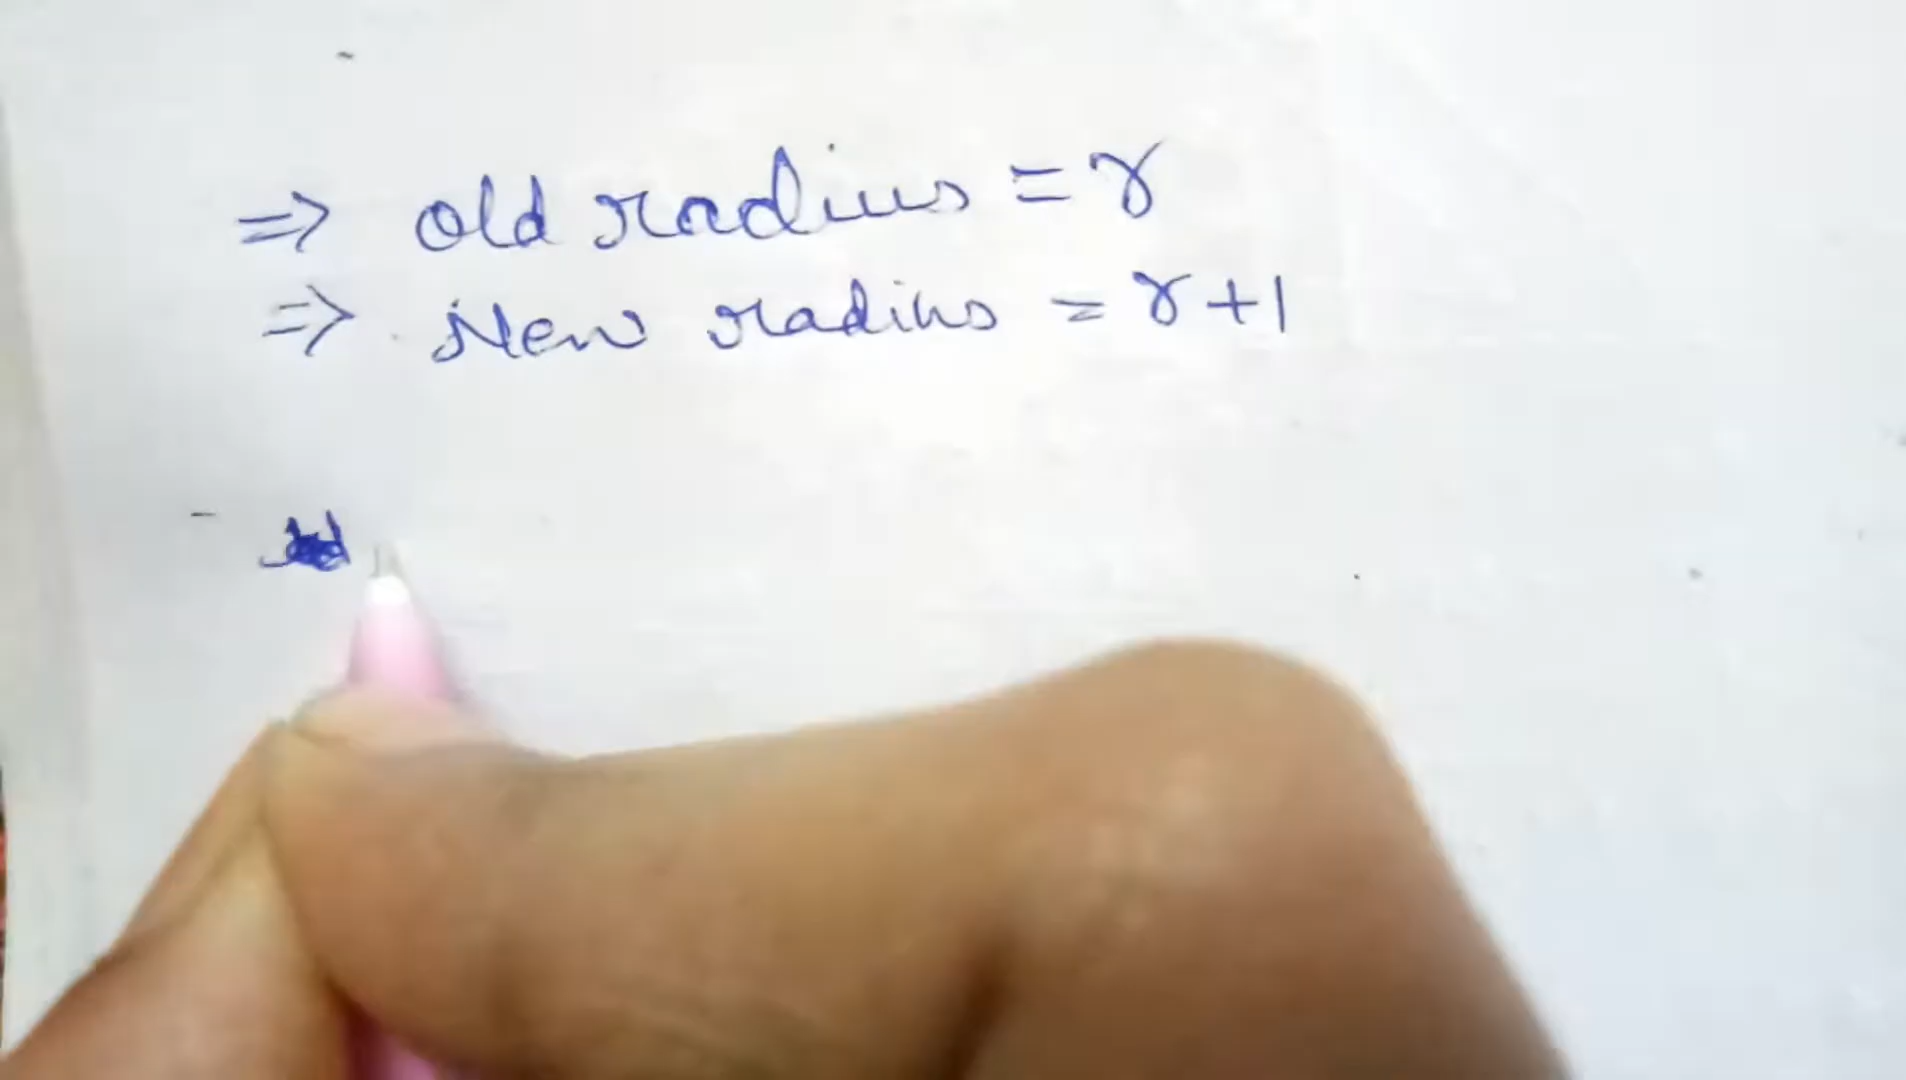 ⇒ old radius = r
⇒ New radius = r+1